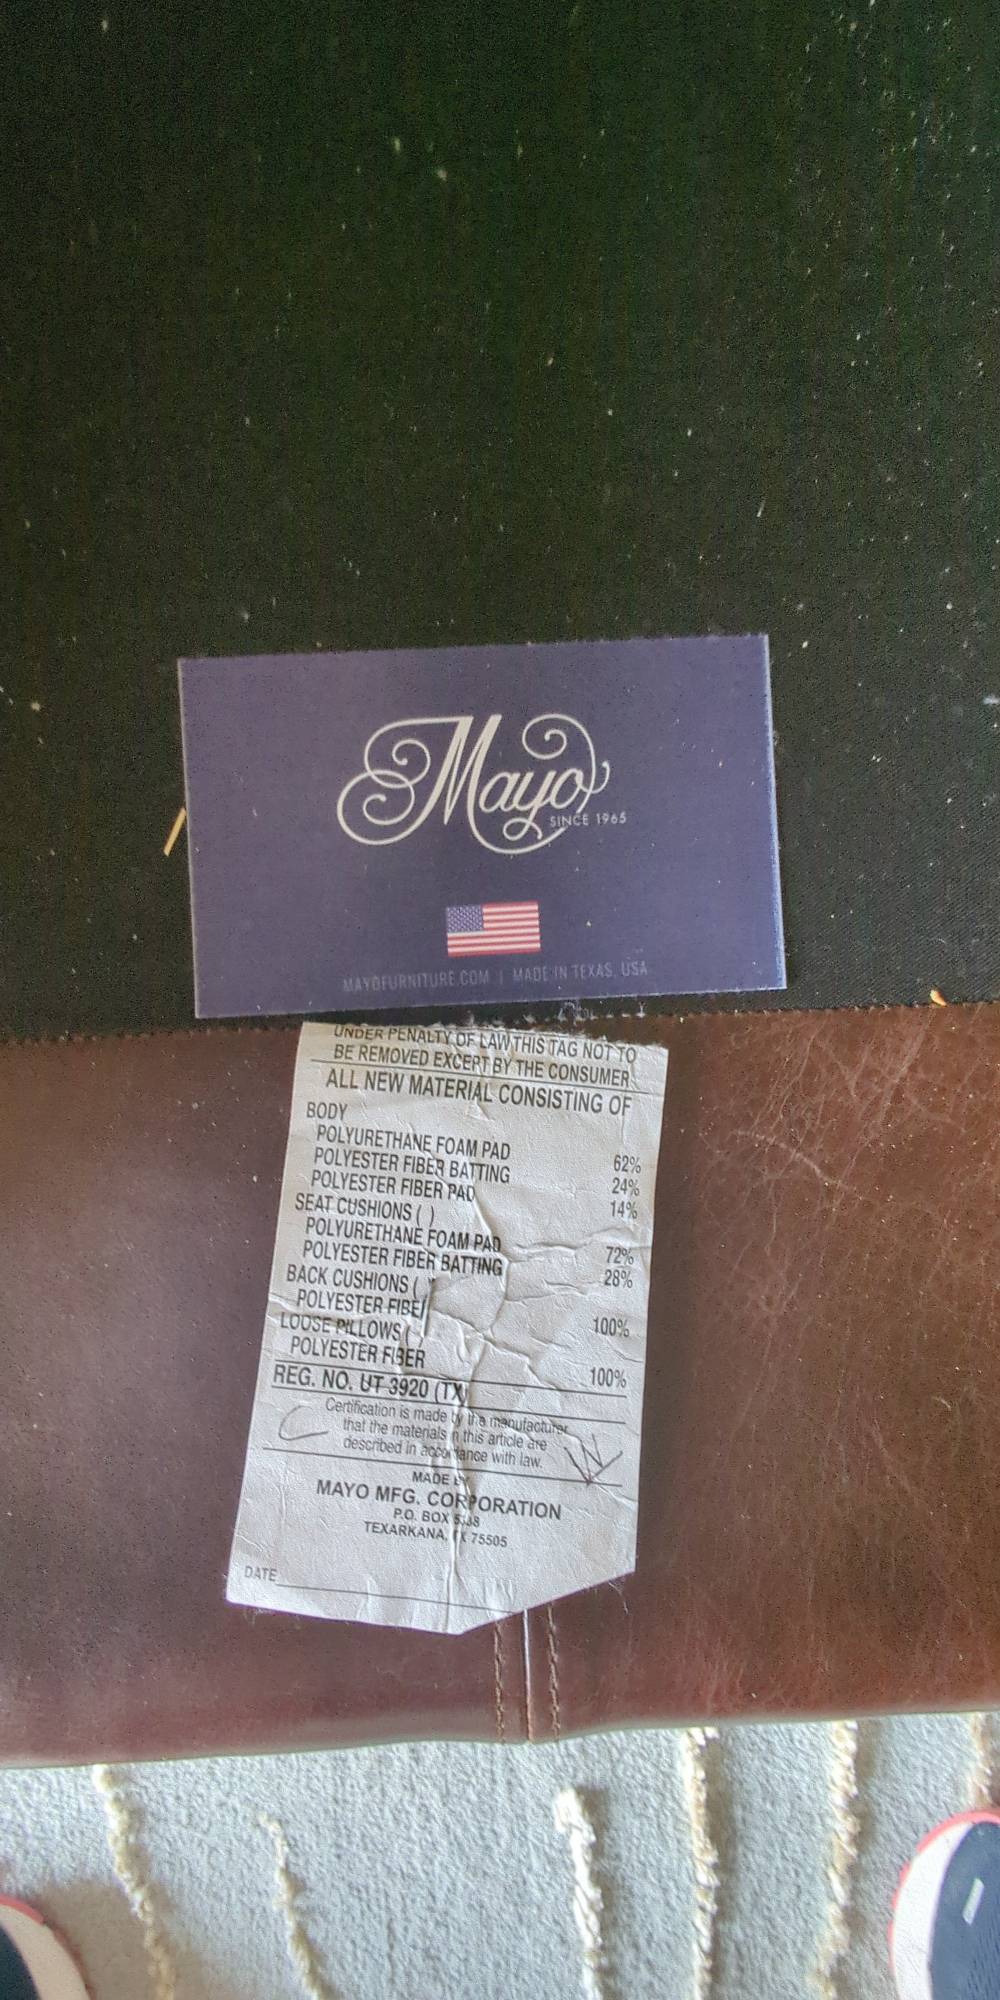 Mayo
SINCE 1965
MAYOFURNITURE.COM | MADE IN TEXAS, USA
UNDER PENALTY OF LAW THIS TAG NOT TO
BE REMOVED EXCEPT BY THE CONSUMER
ALL NEW MATERIAL CONSISTING OF
BODY
POLYURETHANE FOAM PAD 62%
POLYESTER FIBER BATTING 24%
POLYESTER FIBER PAD 14%
SEAT CUSHIONS ( )
POLYURETHANE FOAM PAD 72%
POLYESTER FIBER BATTING 28%
BACK CUSHIONS ( )
POLYESTER FIBER 100%
LOOSE PILLOWS ( )
POLYESTER FIBER 100%
REG. NO. UT 3920 (TX)
Certification is made by the manufacturer
that the materials in this article are
described in accordance with law.
C
MADE BY
MAYO MFG. CORPORATION
P.O. BOX
TEXARKANA, TX 75505
DATE